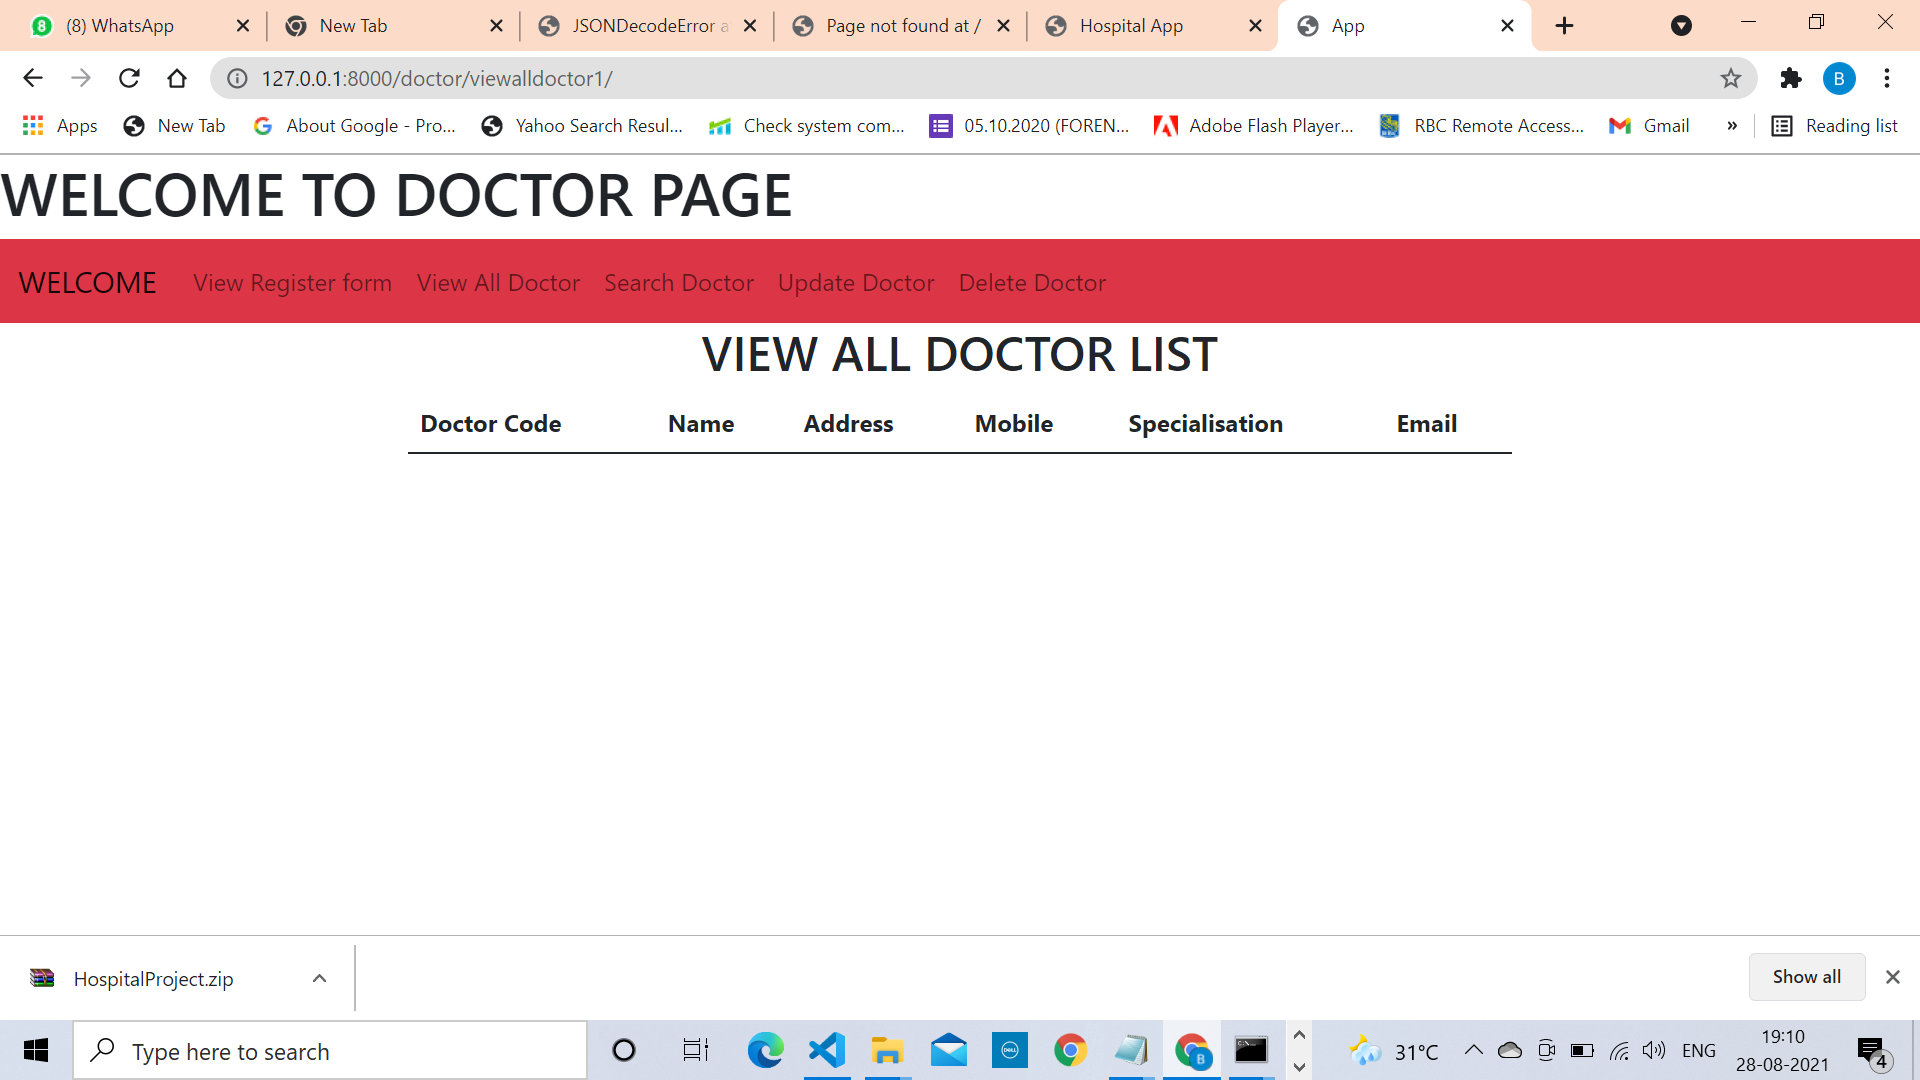 (8) WhatsApp
New Tab
JSONDecodeError a
Page not found at /
Hospital App
App
127.0.0.1:8000/doctor/viewalldoctor1/
B
Apps
New Tab
About Google - Pro...
Yahoo Search Resul...
Check system com...
05.10.2020 (FOREN...
Adobe Flash Player...
RBC Remote Access...
Gmail
»
Reading list
WELCOME TO DOCTOR PAGE
WELCOME View Register form View All Doctor Search Doctor Update Doctor Delete Doctor
VIEW ALL DOCTOR LIST
Doctor Code Name Address Mobile Specialisation Email
HospitalProject.zip
Show all
Type here to search
31°C
ENG
19:10
28-08-2021
4